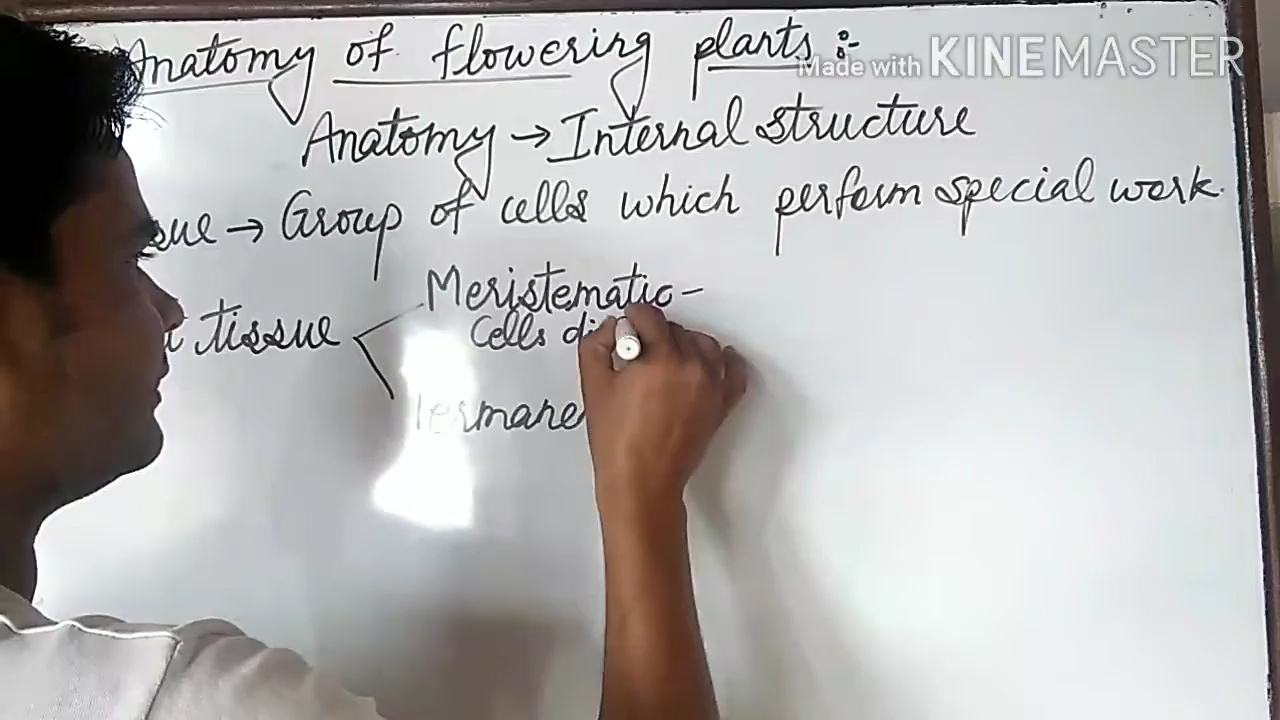 Anatomy of flowering plants :-
Made with KINEMASTER
Anatomy → Internal structure
→ Group of cells which perform special work.
tissue
Meristematic -
Cells